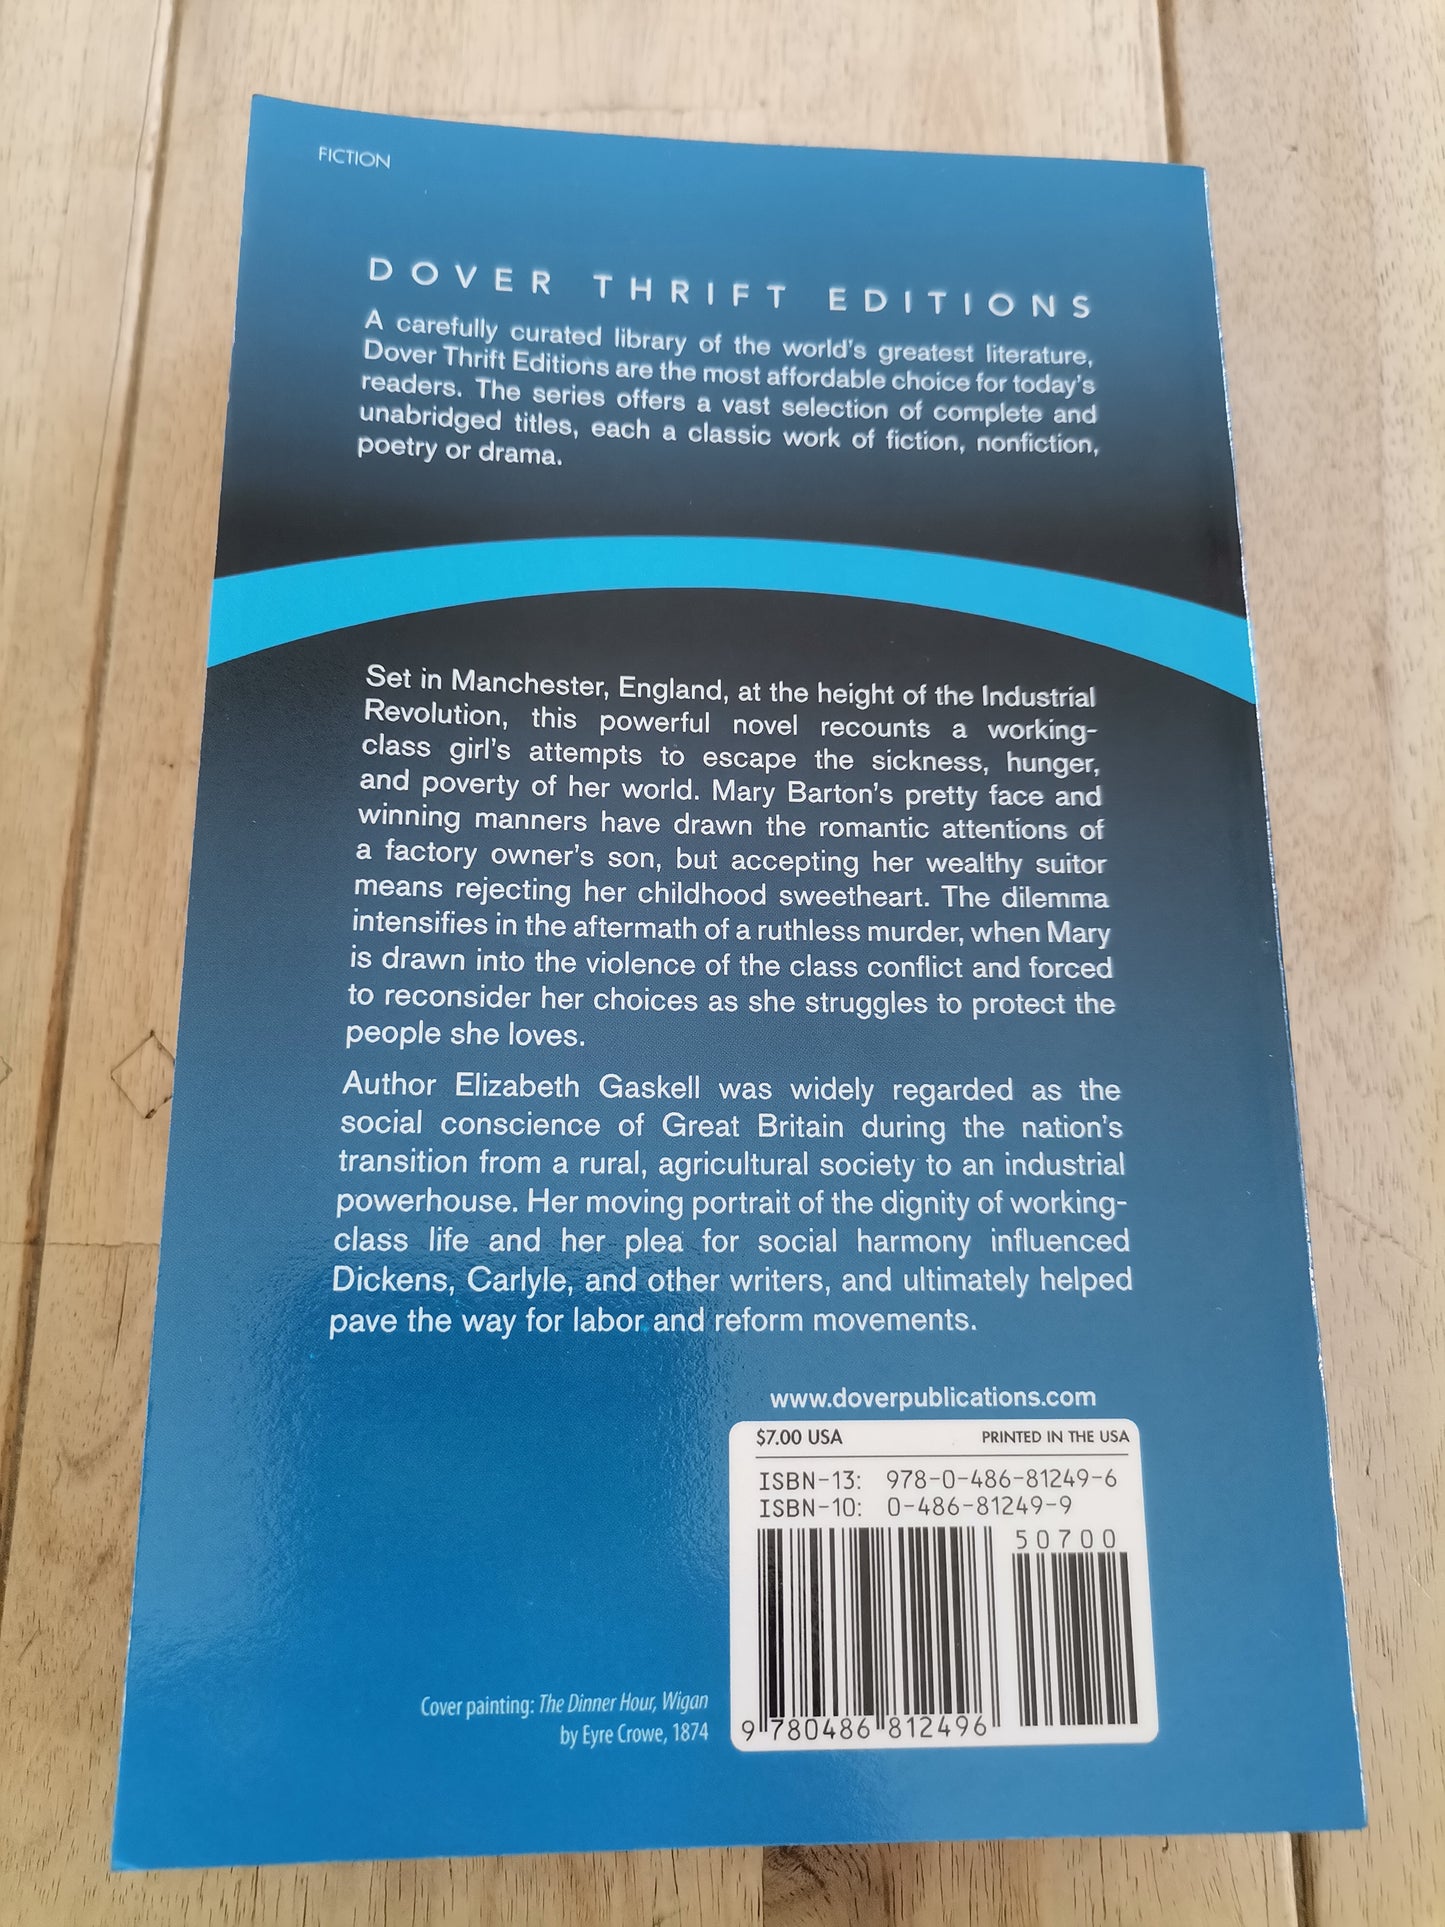 FICTION
DOVER THRIFT EDITIONS
A carefully curated library of the world's greatest literature,
Dover Thrift Editions are the most affordable choice for today's
readers. The series offers a vast selection of complete and
unabridged titles, each a classic work of fiction, nonfiction,
poetry or drama.
Set in Manchester, England, at the height of the Industrial
Revolution, this powerful novel recounts a working-
class girl's attempts to escape the sickness, hunger,
and poverty of her world. Mary Barton's pretty face and
winning manners have drawn the romantic attentions of
a factory owner's son, but accepting her wealthy suitor
means rejecting her childhood sweetheart. The dilemma
intensifies in the aftermath of a ruthless murder, when Mary
is drawn into the violence of the class conflict and forced
to reconsider her choices as she struggles to protect the
people she loves.
Author Elizabeth Gaskell was widely regarded as the
social conscience of Great Britain during the nation's
transition from a rural, agricultural society to an industrial
powerhouse. Her moving portrait of the dignity of working-
class life and her plea for social harmony influenced
Dickens, Carlyle, and other writers, and ultimately helped
pave the way for labor and reform movements.
www.doverpublications.com
$7.00 USA PRINTED IN THE USA
ISBN-13: 978-0-486-81249-6
ISBN-10: 0-486-81249-9
50700
9 780486 812496
Cover painting: The Dinner Hour, Wigan
by Eyre Crowe, 1874